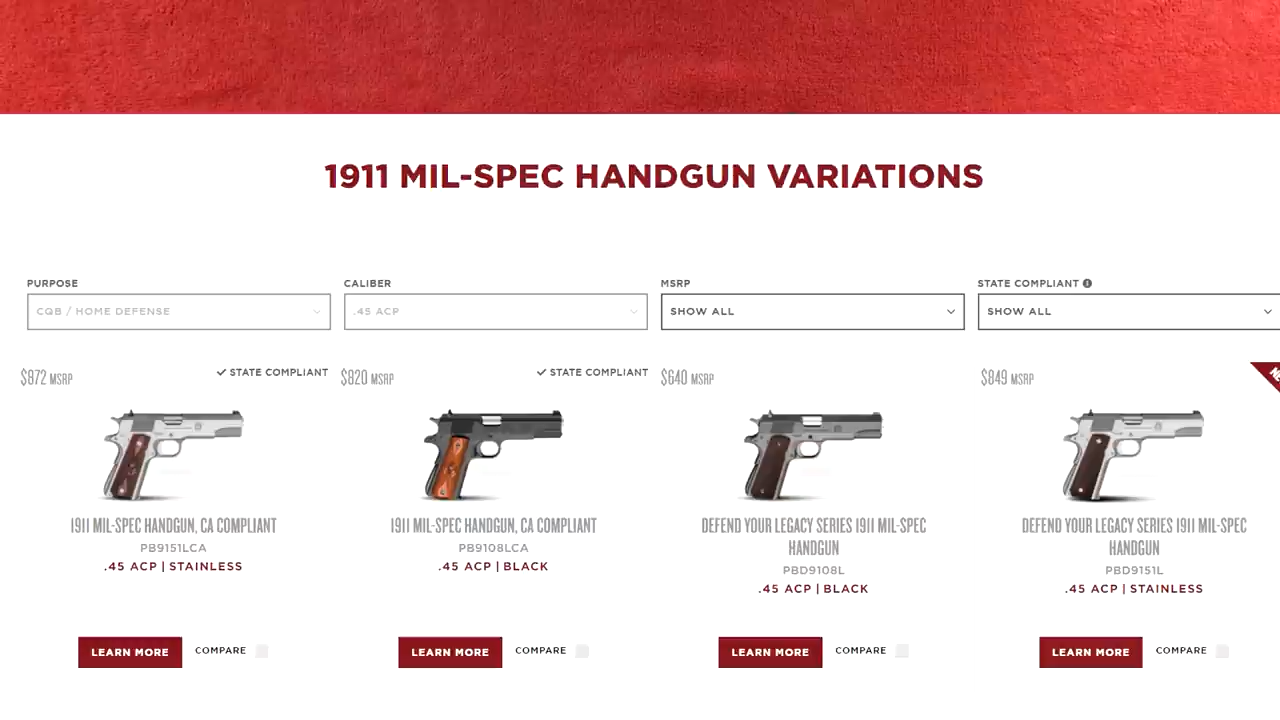 1911 MIL-SPEC HANDGUN VARIATIONS
PURPOSE
CQB / HOME DEFENSE
CALIBER
.45 ACP
MSRP
SHOW ALL
STATE COMPLIANT
SHOW ALL
$872 MSRP
STATE COMPLIANT
1911 MIL-SPEC HANDGUN, CA COMPLIANT
PB9151LCA
.45 ACP | STAINLESS
LEARN MORE
COMPARE
$820 MSRP
STATE COMPLIANT
1911 MIL-SPEC HANDGUN, CA COMPLIANT
PB9108LCA
.45 ACP | BLACK
LEARN MORE
COMPARE
$640 MSRP
DEFEND YOUR LEGACY SERIES 1911 MIL-SPEC
HANDGUN
PBD9108L
.45 ACP | BLACK
LEARN MORE
COMPARE
$849 MSRP
DEFEND YOUR LEGACY SERIES 1911 MIL-SPEC
HANDGUN
PBD9151L
.45 ACP | STAINLESS
LEARN MORE
COMPARE